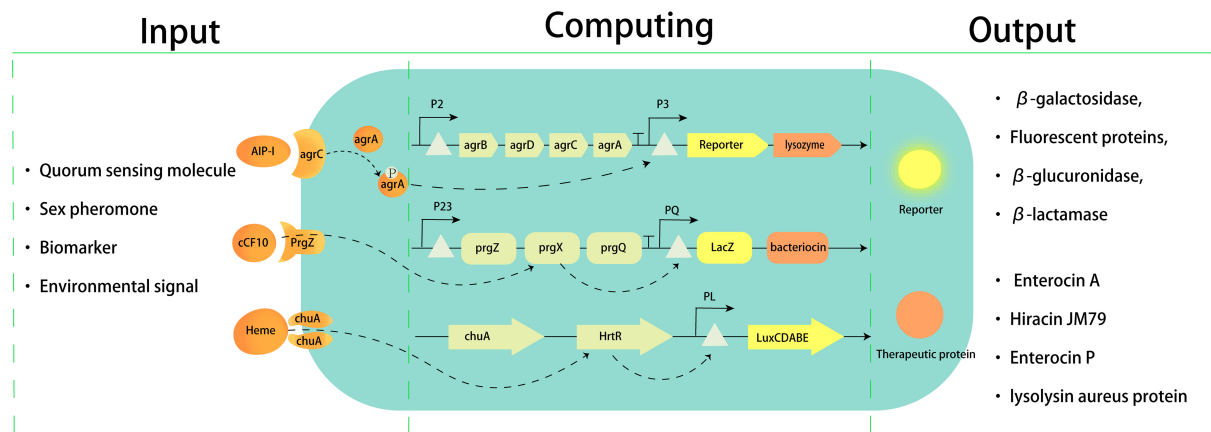 Input
Computing
Output
• Quorum sensing molecule
• Sex pheromone
• Biomarker
• Environmental signal
AIP-I
agrC
agrA
P
agrA
P2
agrB
agrD
agrC
agrA
P3
Reporter
lysozyme
cCF10
PrgZ
P23
prgZ
prgX
prgQ
PQ
LacZ
bacteriocin
Heme
chuA
chuA
chuA
HrtR
PL
LuxCDABE
Reporter
Therapeutic protein
• β-galactosidase,
• Fluorescent proteins,
• β-glucuronidase,
• β-lactamase
• Enterocin A
• Hiracin JM79
• Enterocin P
• lysolysin aureus protein